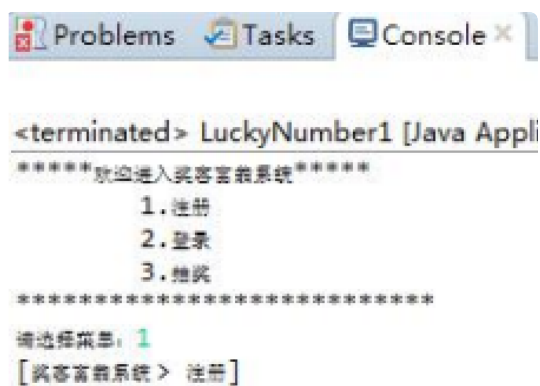 Problems Tasks Console
<terminated> LuckyNumber1 [Java Appli
*****欢迎进入奖客富翁系统*****
1.注册
2.登录
3.抽奖
***************************
请选择菜单：1
[奖客富翁系统 > 注册]